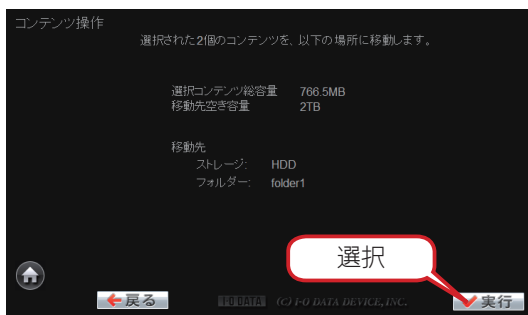 コンテンツ操作
選択された2個のコンテンツを、以下の場所に移動します。
選択コンテンツ総容量 766.5MB
移動先空き容量 2TB
移動先
ストレージ: HDD
フォルダー: folder1
選択
戻る
I-O DATA (C) I-O DATA DEVICE, INC.
実行